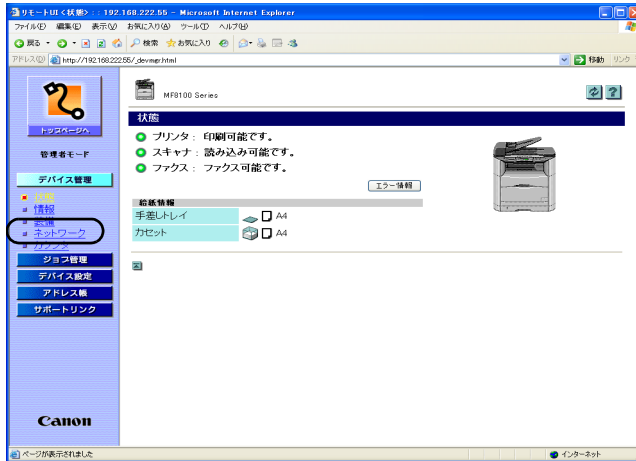 リモートUI <状態> : : 192.168.222.55 - Microsoft Internet Explorer
ファイル(F) 編集(E) 表示(V) お気に入り(A) ツール(T) ヘルプ(H)
戻る 検索 お気に入り
アドレス(D) http://192.168.222.55/_devmgr.html 移動 リンク
MF8100 Series
トップページへ
管理者モード
デバイス管理
状態
情報
装備
ネットワーク
カウンタ
ジョブ管理
デバイス設定
アドレス帳
サポートリンク
Canon
状態
プリンタ : 印刷可能です。
スキャナ : 読み込み可能です。
ファクス : ファクス可能です。
エラー情報
給紙情報
手差しトレイ A4
カセット A4
ページが表示されました
インターネット